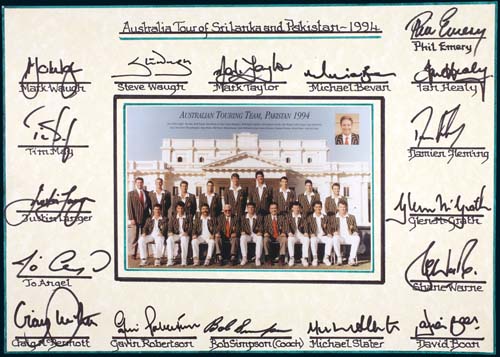 Australia Tour of Sri Lanka and Pakistan - 1994
Phil Emery
Mark Waugh
Steve Waugh
Mark Taylor
Michael Bevan
Ian Healy
AUSTRALIAN TOURING TEAM, PAKISTAN 1994
Tim May
Damien Fleming
Justin Langer
Glenn McGrath
Jo Angel
Shane Warne
Craig McDermott
Gavin Robertson
Bob Simpson (Coach)
Michael Slater
David Boon